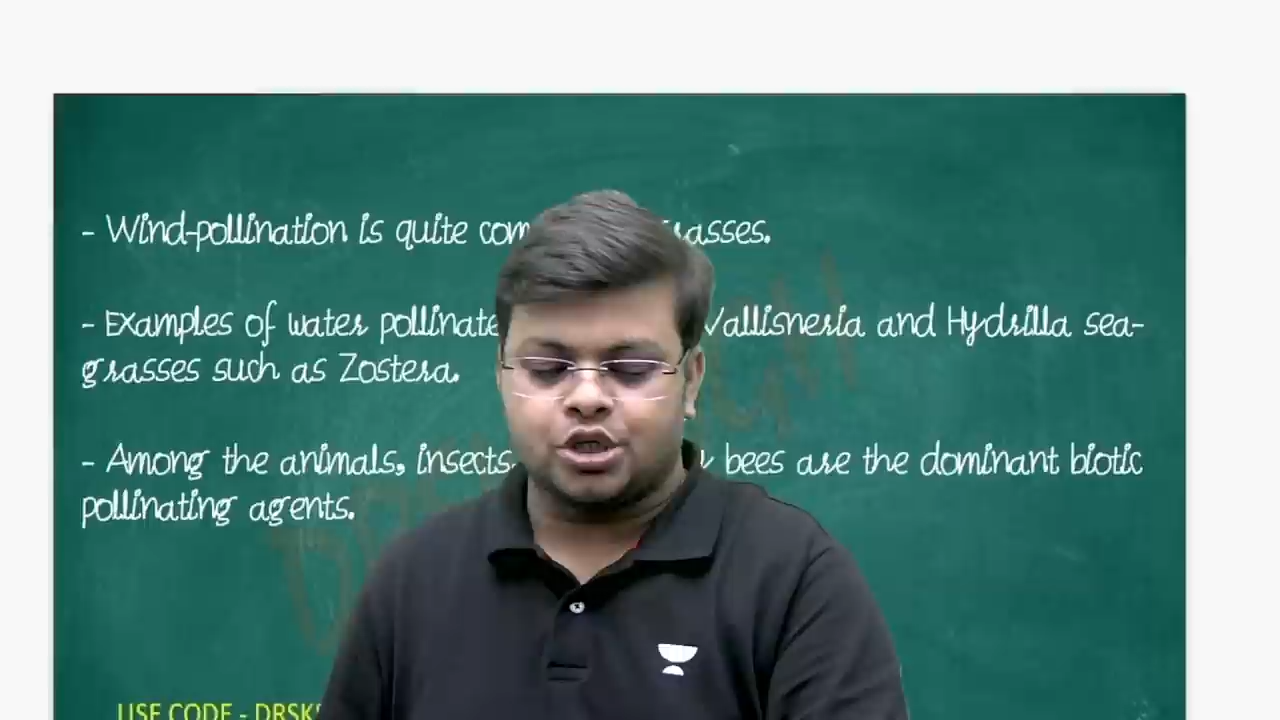 - Wind-pollination is quite com asses.
- Examples of water pollinate Vallisneria and Hydrilla sea-
grasses such as Zostera.
- Among the animals, insects, bees are the dominant biotic
pollinating agents.
USE CODE - DRSK